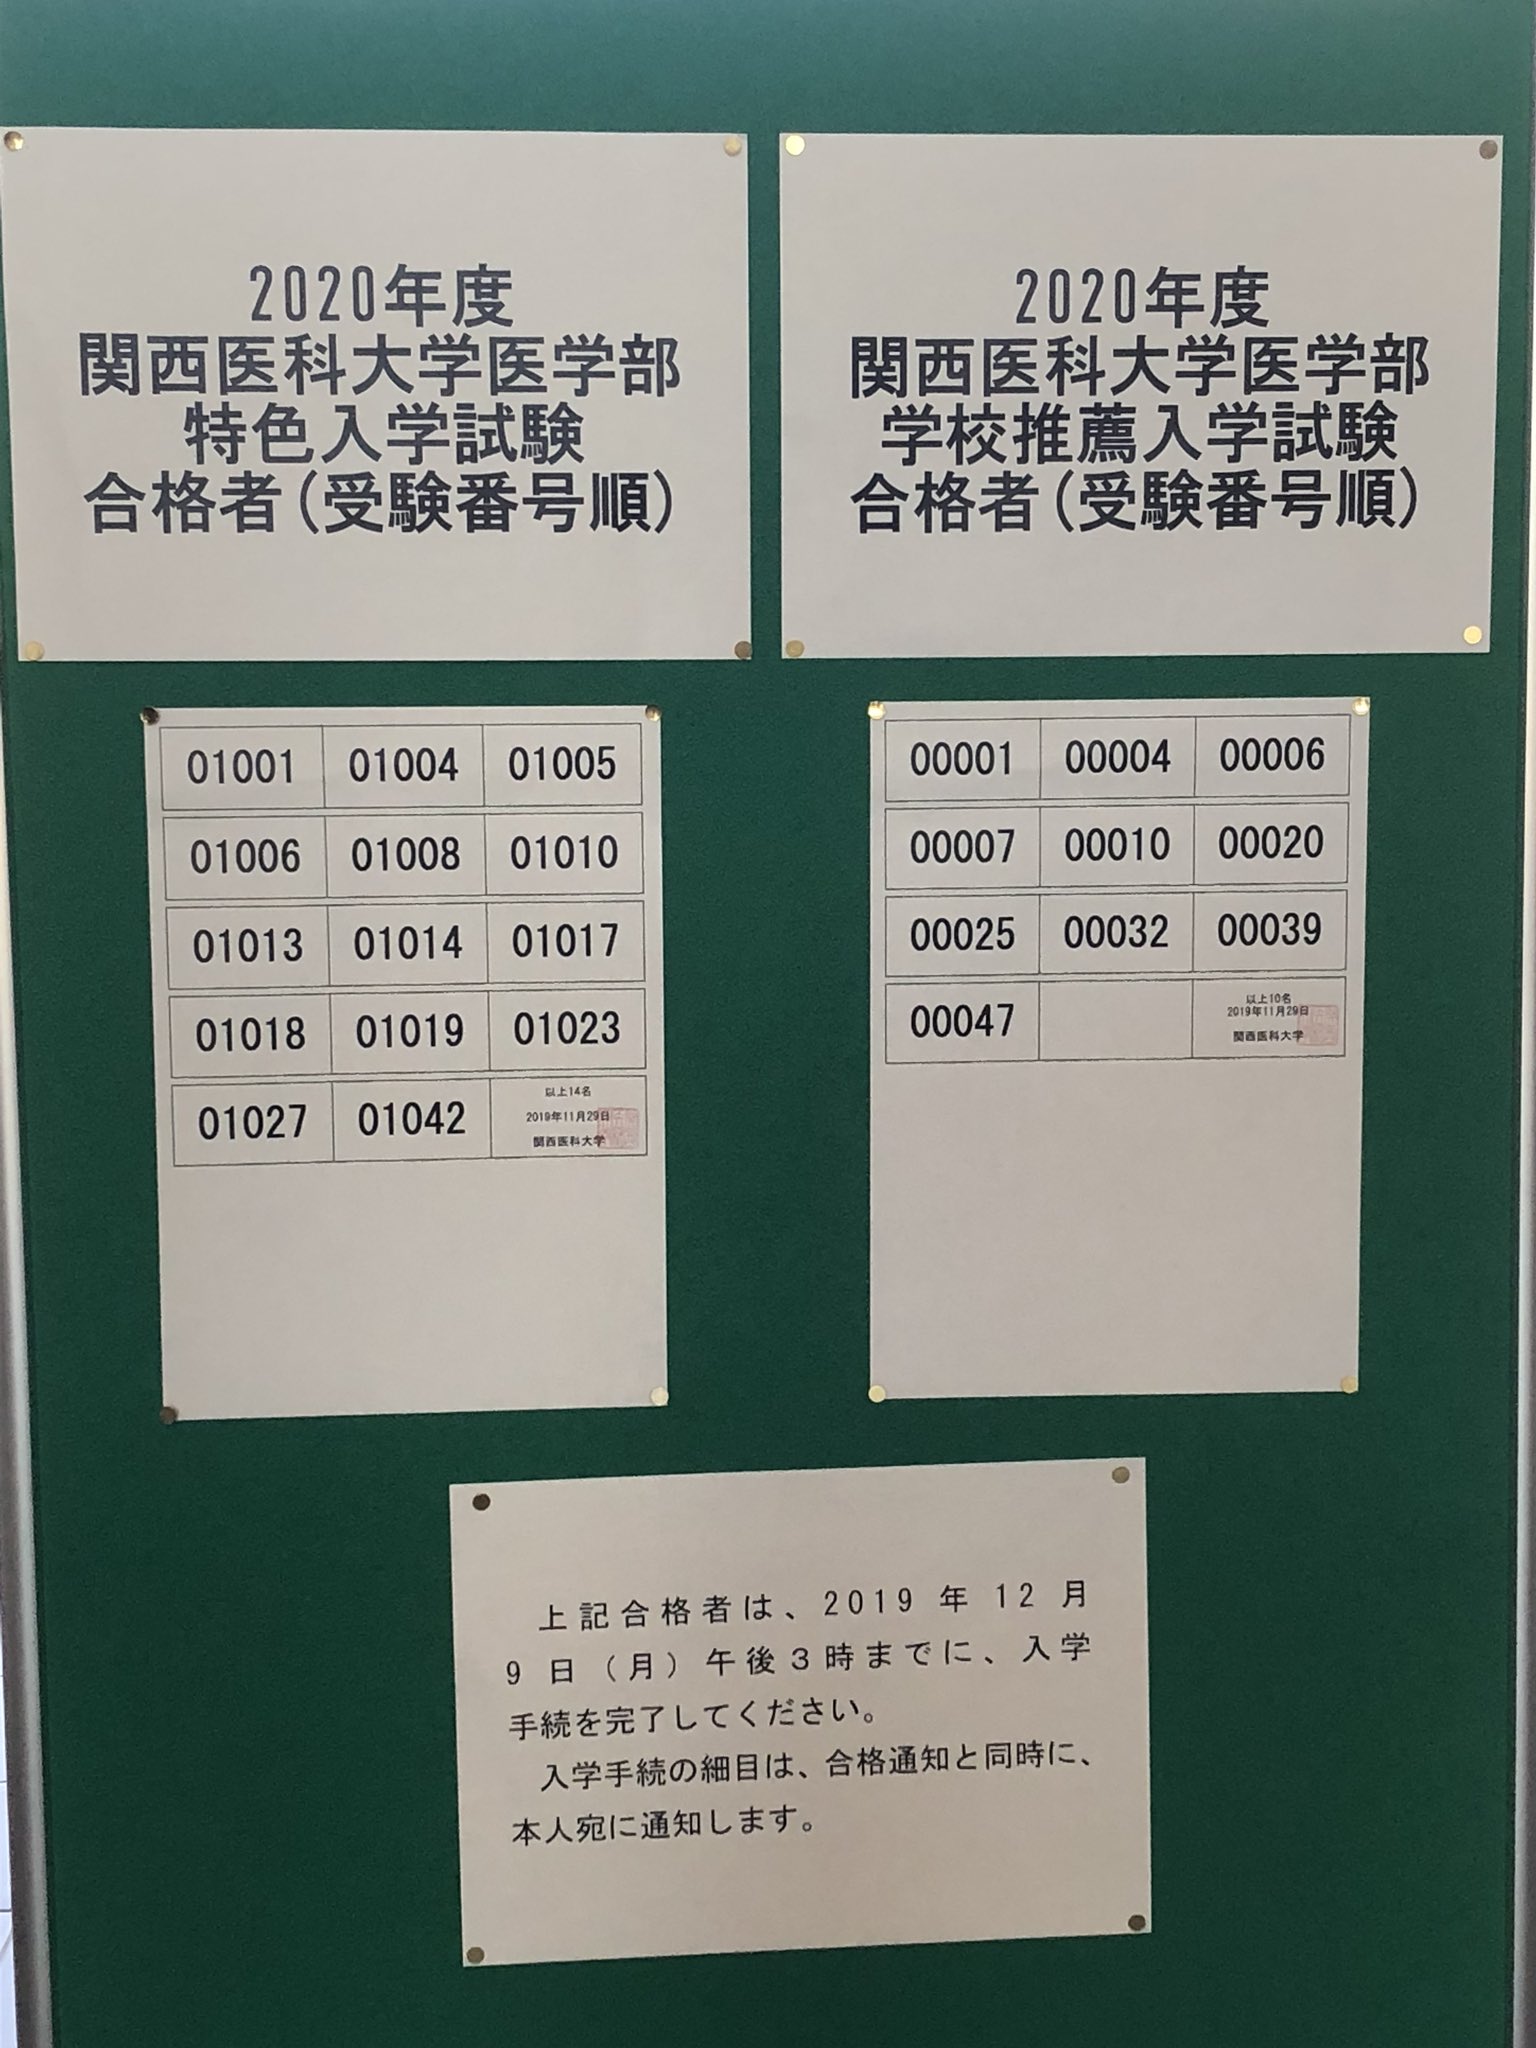 2020年度
関西医科大学医学部
特色入学試験
合格者(受験番号順)
2020年度
関西医科大学医学部
学校推薦入学試験
合格者(受験番号順)
01001 01004 01005
01006 01008 01010
01013 01014 01017
01018 01019 01023
01027 01042
以上14名
2019年11月29日
関西医科大学
00001 00004 00006
00007 00010 00020
00025 00032 00039
00047
以上10名
2019年11月29日
関西医科大学
上記合格者は、2019 年 12 月
9 日（月）午後３時までに、入学
手続を完了してください。
入学手続の細目は、合格通知と同時に、
本人宛に通知します。